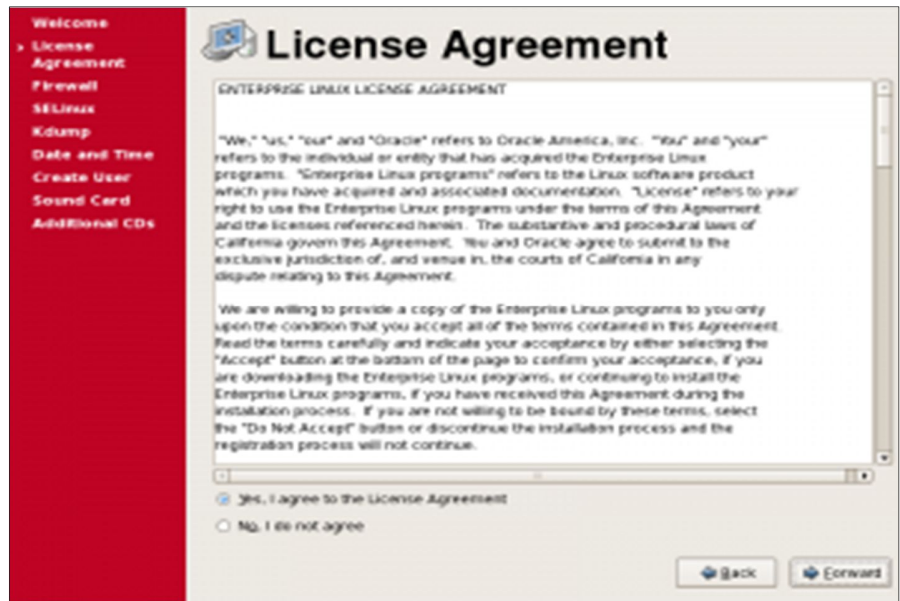 Welcome
License
Agreement
Firewall
SELinux
Kdump
Date and Time
Create User
Sound Card
Additional CDs
License Agreement
ENTERPRISE LINUX LICENSE AGREEMENT
"We," "us," "our" and "Oracle" refers to Oracle America, Inc.  "You" and "your"
refers to the individual or entity that has acquired the Enterprise Linux
programs.  "Enterprise Linux programs" refers to the Linux software product
which you have acquired and associated documentation.  "License" refers to your
right to use the Enterprise Linux programs under the terms of this Agreement
and the licenses referenced herein.  The substantive and procedural laws of
California govern this Agreement.  You and Oracle agree to submit to the
exclusive jurisdiction of, and venue in, the courts of California in any
dispute relating to this Agreement.
We are willing to provide a copy of the Enterprise Linux programs to you only
upon the condition that you accept all of the terms contained in this Agreement.
Read the terms carefully and indicate your acceptance by either selecting the
"Accept" button at the bottom of the page to confirm your acceptance, if you
are downloading the Enterprise Linux programs, or continuing to install the
Enterprise Linux programs, if you have received this Agreement during the
installation process.  If you are not willing to be bound by these terms, select
the "Do Not Accept" button or discontinue the installation process and the
registration process will not continue.
Yes, I agree to the License Agreement
No, I do not agree
Back
Forward